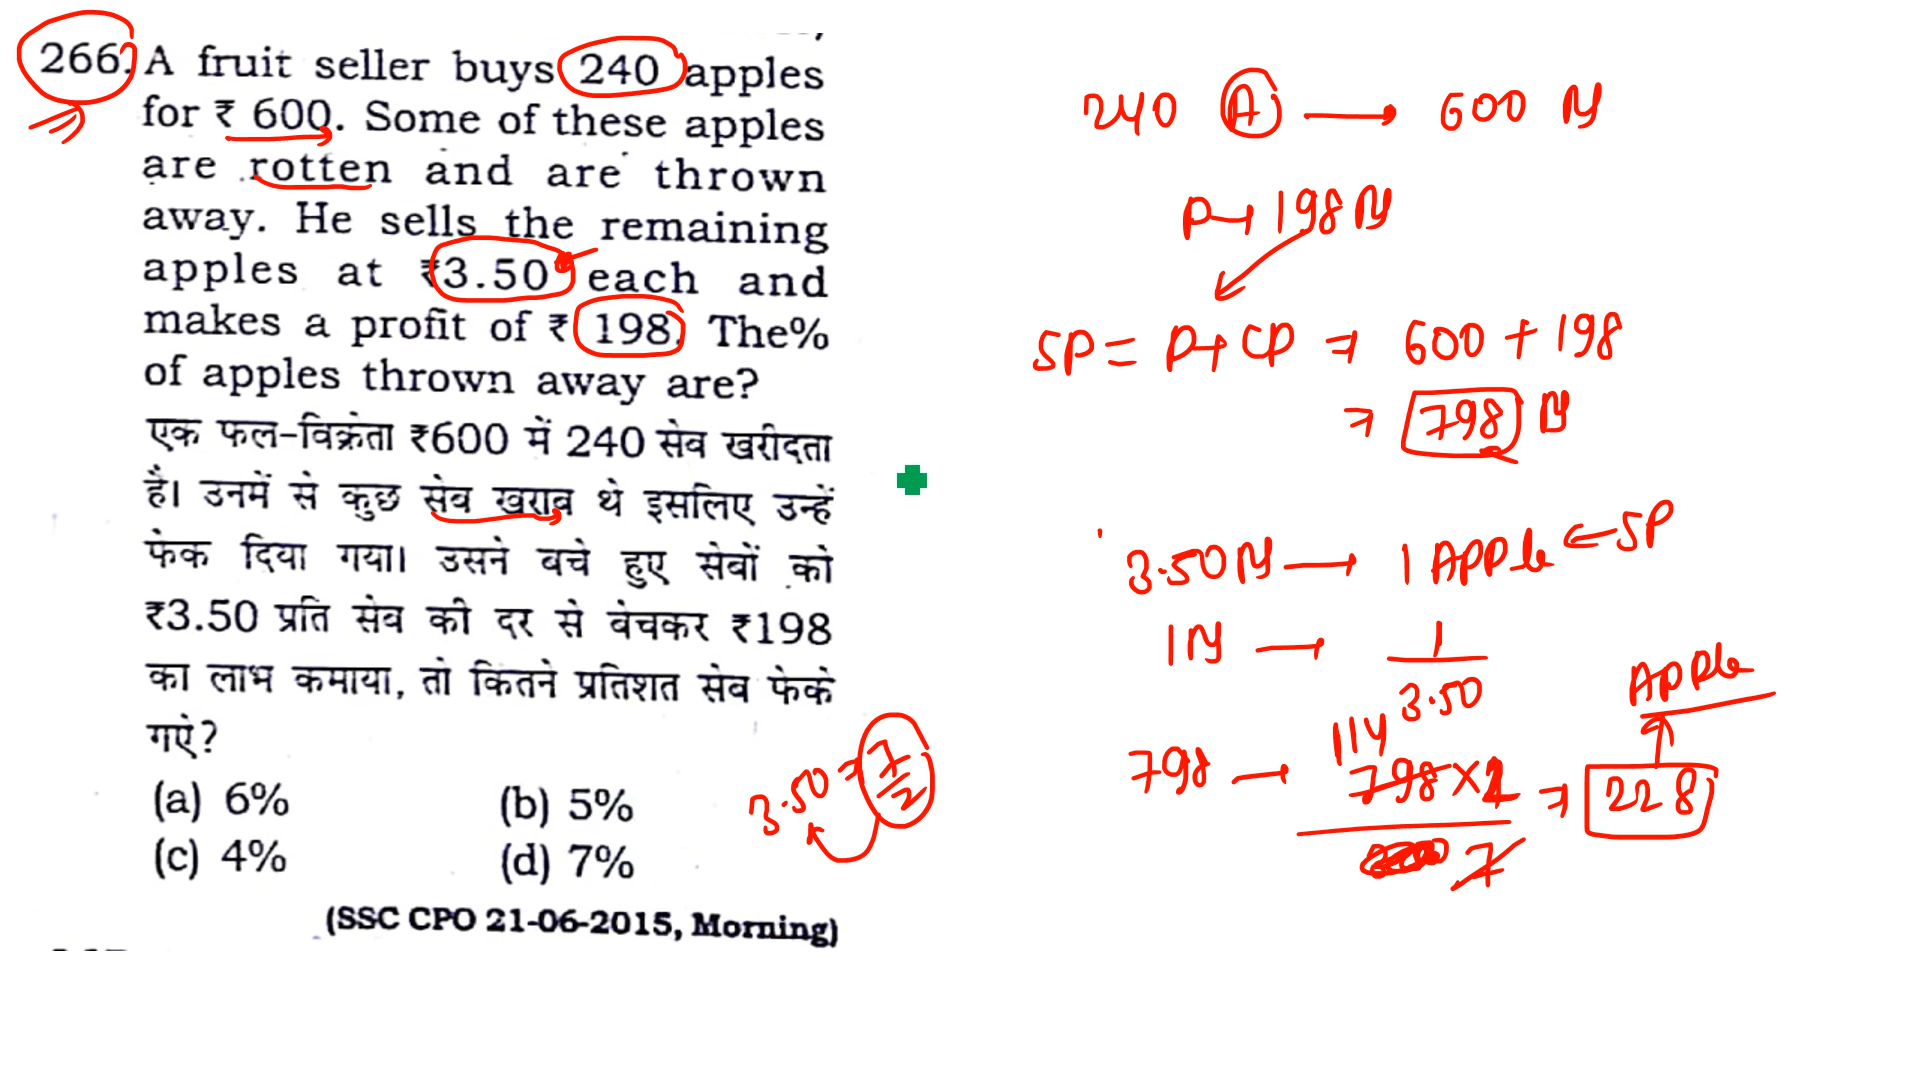 266. A fruit seller buys 240 apples
for ₹ 600. Some of these apples
are rotten and are thrown
away. He sells the remaining
apples at ₹3.50 each and
makes a profit of ₹ 198. The%
of apples thrown away are?
एक फल-विक्रेता ₹600 में 240 सेब खरीदता
है। उनमें से कुछ सेब खराब थे इसलिए उन्हें
फेक दिया गया। उसने बचे हुए सेबों को
₹3.50 प्रति सेब की दर से बेचकर ₹198
का लाभ कमाया, तो कितने प्रतिशत सेब फेके
गएं?
(a) 6% (b) 5%
(c) 4% (d) 7%
(SSC CPO 21-06-2015, Morning)
3.50 ⇒ 7/2
240 A → 600
P → 198
SP = P+CP ⇒ 600 + 198
⇒ 798
3.50 → 1 APPle ← SP
1 → 1/3.50
114
798 → 798×2/7 ⇒ 228
APPle